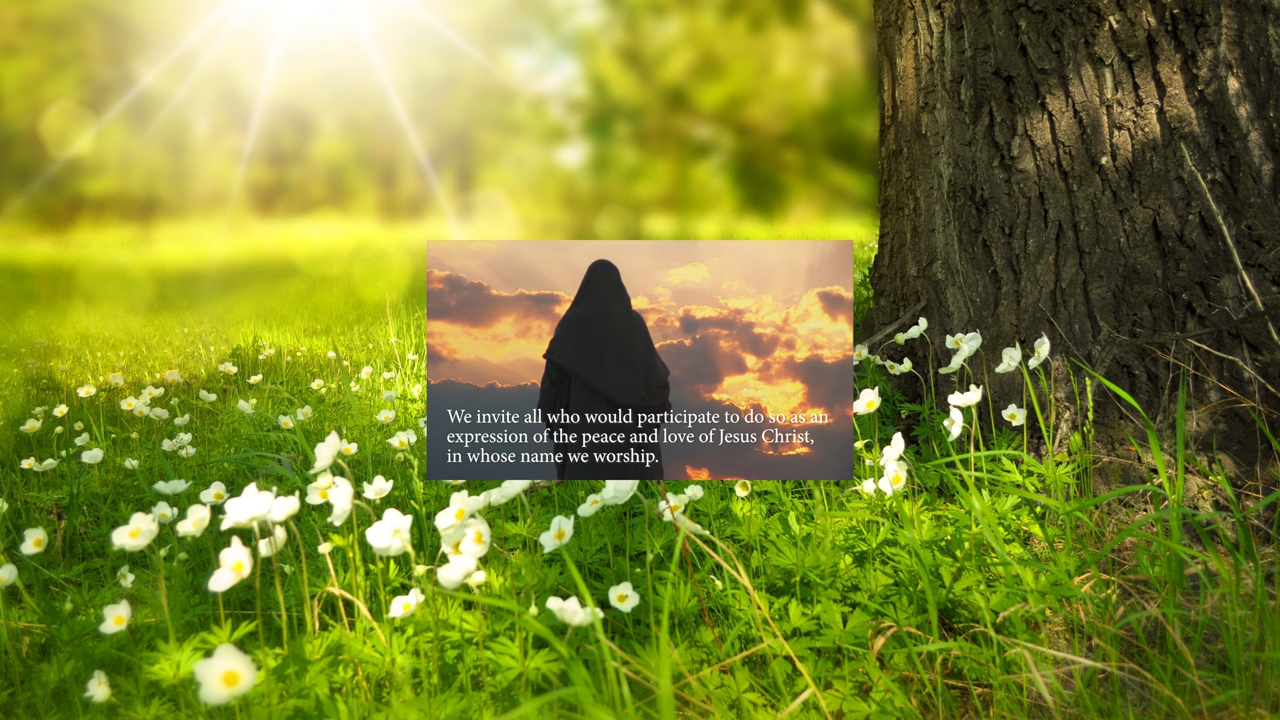 We invite all who would participate to do so as an
expression of the peace and love of Jesus Christ,
in whose name we worship.